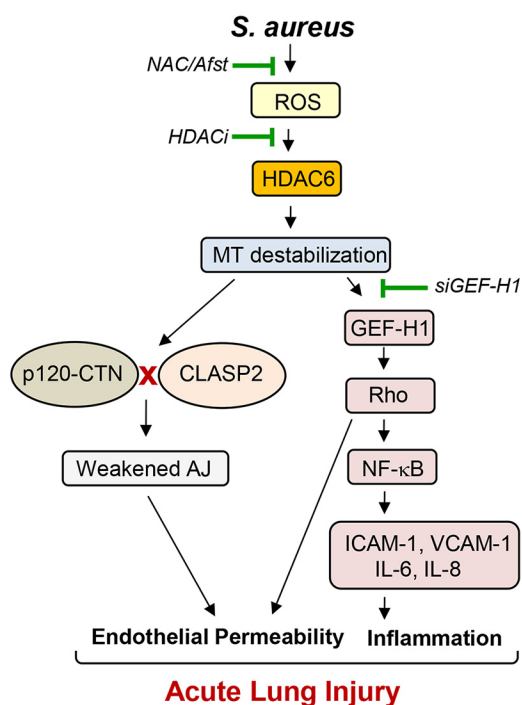 S. aureus
NAC/Afst
ROS
HDACi
HDAC6
MT destabilization
siGEF-H1
GEF-H1
p120-CTN
X
CLASP2
Rho
Weakened AJ
NF-κB
ICAM-1, VCAM-1
IL-6, IL-8
Endothelial Permeability
Inflammation
Acute Lung Injury